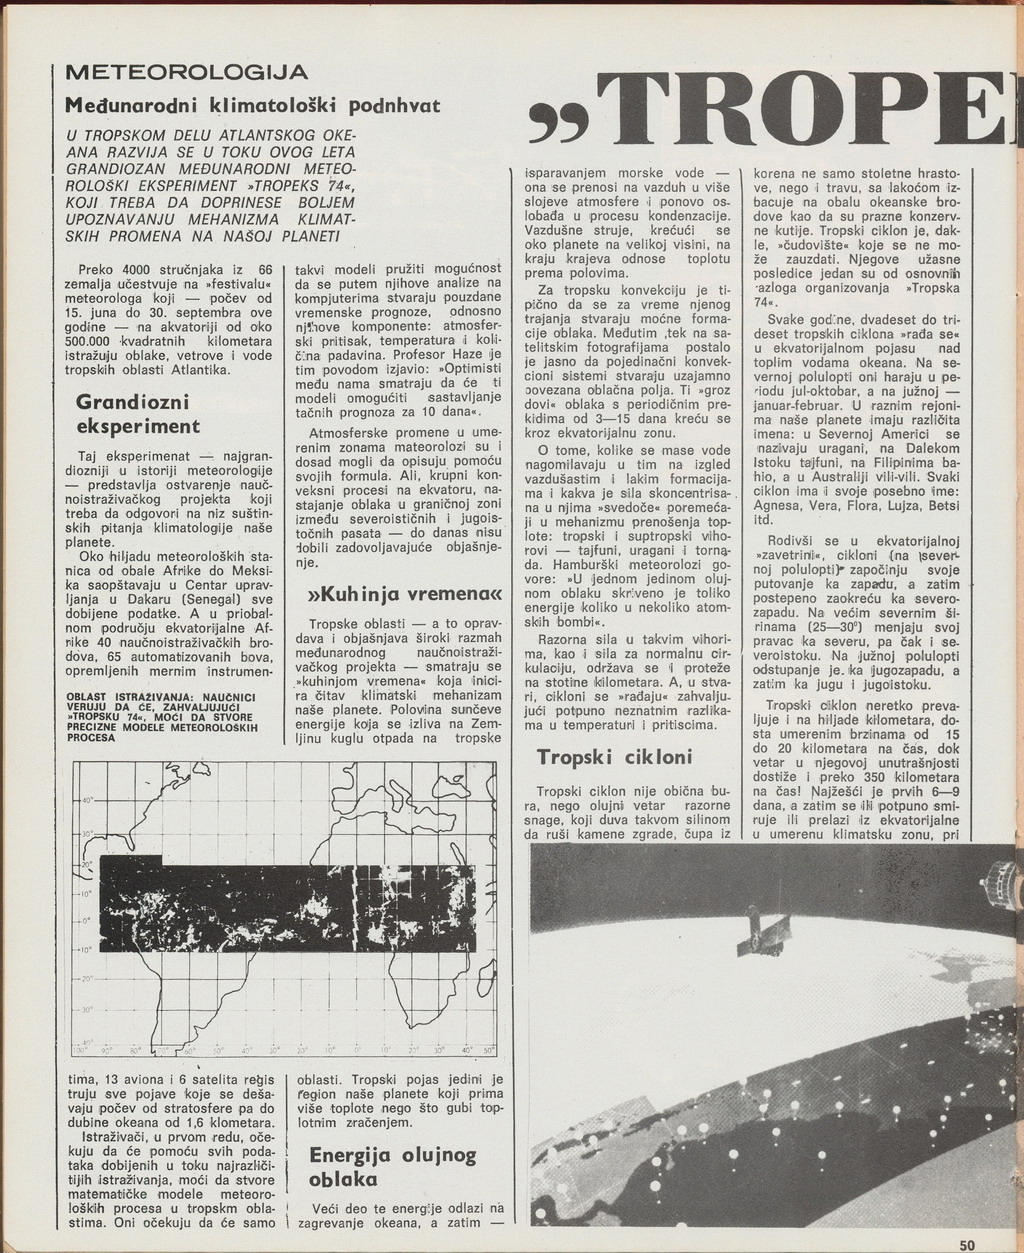 METEOROLOGIJA
Međunarodni klimatološki podnhvat
„TROPE
U TROPSKOM DELU ATLANTSKOG OKE-
ANA RAZVIJA SE U TOKU OVOG LETA
GRANDIOZAN MEĐUNARODNI METEO-
ROLOŠKI EKSPERIMENT »TROPEKS 74«,
KOJI TREBA DA DOPRINESE BOLJEM
UPOZNAVANJU MEHANIZMA KLIMAT-
SKIH PROMENA NA NAŠOJ PLANETI
Preko 4000 stručnjaka iz 66
zemalja učestvuje na »festivalu«
meteorologa koji — počev od
15. juna do 30. septembra ove
godine — na akvatoriji od oko
500.000 kvadratnih kilometara
istražuju oblake, vetrove i vode
tropskih oblasti Atlantika.
Grandiozni
eksperiment
Taj eksperimenat — najgran-
diozniji u istoriji meteorologije
— predstavlja ostvarenje nauč-
noistraživačkog projekta koji
treba da odgovori na niz suštin-
skih pitanja klimatologije naše
planete.
Oko hiljadu meteoroloških sta-
nica od obale Afrike do Meksi-
ka saopštavaju u Centar uprav-
ljanja u Dakaru (Senegal) sve
dobijene podatke. A u priobal-
nom području ekvatorijalne Af-
rike 40 naučnoistraživačkih bro-
dova, 65 automatizovanih bova,
opremljenih mernim instrumen-
OBLAST ISTRAŽIVANJA: NAUČNICI
VERUJU DA ĆE, ZAHVALJUJUĆI
»TROPSKU 74«, MOĆI DA STVORE
PRECIZNE MODELE METEOROLOŠKIH
PROCESA
40°
30°
20°
10°
0°
10°
20°
30°
40°
100° 90° 80° 70° 60° 50° 40° 30° 20° 10° 0° 10° 20° 30° 40° 50°
tima, 13 aviona i 6 satelita regis
truju sve pojave koje se deša-
vaju počev od stratosfere pa do
dubine okeana od 1,6 klometara.
Istraživači, u prvom redu, oče-
kuju da će pomoću svih poda-
taka dobijenih u toku najrazliči-
tijih istraživanja, moći da stvore
matematičke modele meteoro-
loških procesa u tropskm obla-
stima. Oni očekuju da će samo
takvi modeli pružiti mogućnost
da se putem njihove analize na
kompjuterima stvaraju pouzdane
vremenske prognoze, odnosno
njihove komponente: atmosfer-
ski pritisak, temperatura i koli-
čina padavina. Profesor Haze je
tim povodom izjavio: »Optimisti
među nama smatraju da će ti
modeli omogućiti sastavljanje
tačnih prognoza za 10 dana«.
Atmosferske promene u ume-
renim zonama mateorolozi su i
dosad mogli da opisuju pomoću
svojih formula. Ali, krupni kon-
veksni procesi na ekvatoru, na-
stajanje oblaka u graničnoj zoni
između severoističnih i jugois-
točnih pasata — do danas nisu
dobili zadovoljavajuće objašnje-
nje.
»Kuhinja vremena«
Tropske oblasti — a to oprav-
dava i objašnjava široki razmah
međunarodnog naučnoistraži-
vačkog projekta — smatraju se
»kuhinjom vremena« koja inici-
ra čitav klimatski mehanizam
naše planete. Polovina sunčeve
energije koja se izliva na Zem-
ljinu kuglu otpada na tropske
oblasti. Tropski pojas jedini je
region naše planete koji prima
više toplote nego što gubi top-
lotnim zračenjem.
Energija olujnog
oblaka
Veći deo te energije odlazi na
zagrevanje okeana, a zatim —
isparavanjem morske vode —
ona se prenosi na vazduh u više
slojeve atmosfere i ponovo os-
lobađa u procesu kondenzacije.
Vazdušne struje, krećući se
oko planete na velikoj visini, na
kraju krajeva odnose toplotu
prema polovima.
Za tropsku konvekciju je ti-
pično da se za vreme njenog
trajanja stvaraju moćne formac-
cije oblaka. Međutim ,tek na sa-
telitskim fotografijama postalo
je jasno da pojedinačni konvek-
cioni sistemi stvaraju uzajamno
povezana oblačna polja. Ti »groz
dovi« oblaka s periodičnim pre-
kidima od 3—15 dana kreću se
kroz ekvatorijalnu zonu.
O tome, kolike se mase vode
nagomilavaju u tim na izgled
vazdušastim i lakim formacija-
ma i kakva je sila skoncentrisa-
na u njima »svedoče« poremeća-
ji u mehanizmu prenošenja top-
lote: tropski i suptropski viho-
rovi — tajfuni, uragani i torna-
da. Hamburški meteorolozi go-
vore: »U jednom jedinom oluj-
nom oblaku skriveno je toliko
energije koliko u nekoliko atom-
skih bombi«.
Razorna sila u takvim vihori-
ma, kao i sila za normalnu cir-
kulaciju, održava se i proteže
na stotine kilometara. A, u stva-
ri, cikloni se »rađaju« zahvalju-
jući potpuno neznatnim razlika-
ma u temperaturi i pritiscima.
Tropski cikloni
Tropski ciklon nije obična bu-
ra, nego olujni vetar razorne
snage, koji duva takvom silinom
da ruši kamene zgrade, čupa iz
korena ne samo stoletne hrasto-
ve, nego i travu, sa lakoćom iz-
bacuje na obalu okeanske bro-
dove kao da su prazne konzerv-
ne kutije. Tropski ciklon je, dak-
le, »čudovište« koje se ne mo-
že zauzdati. Njegove užasne
posledice jedan su od osnovnih
razloga organizovanja »Tropska
74«.
Svake godine, dvadeset do tri-
deset tropskih ciklona »rađa se«
u ekvatorijalnom pojasu nad
toplim vodama okeana. Na se-
vernoj polulopti oni haraju u pe-
riodu jul-oktobar, a na južnoj —
januar-februar. U raznim rejoni-
ma naše planete imaju različita
imena: u Severnoj Americi se
nazivaju uragani, na Dalekom
Istoku tajfuni, na Filipinima ba-
hio, a u Australiji vili-vili. Svaki
ciklon ima i svoje posebno ime:
Agnesa, Vera, Flora, Lujza, Betsi
itd.
Rodivši se u ekvatorijalnoj
»zavetrini«, cikloni (na sever-
noj polulopti) započinju svoje
putovanje ka zapadu, a zatim
postepeno zaokreću ka severo-
zapadu. Na većim severnim ši-
rinama (25—30°) menjaju svoj
pravac ka severu, pa čak i se-
veroistoku. Na južnoj polulopti
odstupanje je ka jugozapadu, a
zatim ka jugu i jugoistoku.
Tropski ciklon neretko preva-
ljuje i na hiljade kilometara, do-
sta umerenim brzinama od 15
do 20 kilometara na čas, dok
vetar u njegovoj unutrašnjosti
dostiže i preko 350 kilometara
na čas! Najžešći je prvih 6—9
dana, a zatim se ili potpuno smi-
ruje ili prelazi iz ekvatorijalne
u umerenu klimatsku zonu, pri
50